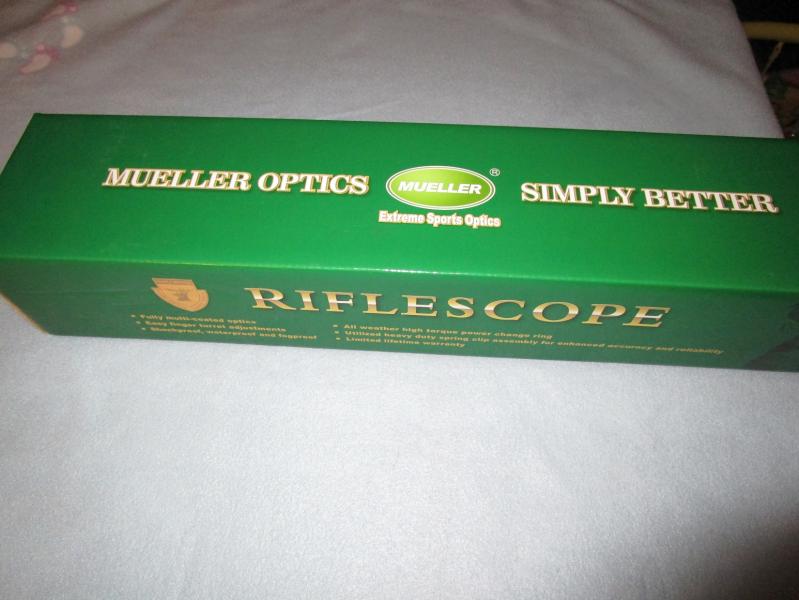 MUELLER OPTICS
MUELLER ®
Extreme Sports Optics
SIMPLY BETTER
RIFLESCOPE
• Fully multi-coated optics
• Easy finger turret adjustments
• Shockproof, waterproof and fogproof
• All weather high torque power change ring
• Utilized heavy duty spring clip assembly for enhanced accuracy and reliability
• Limited lifetime warranty